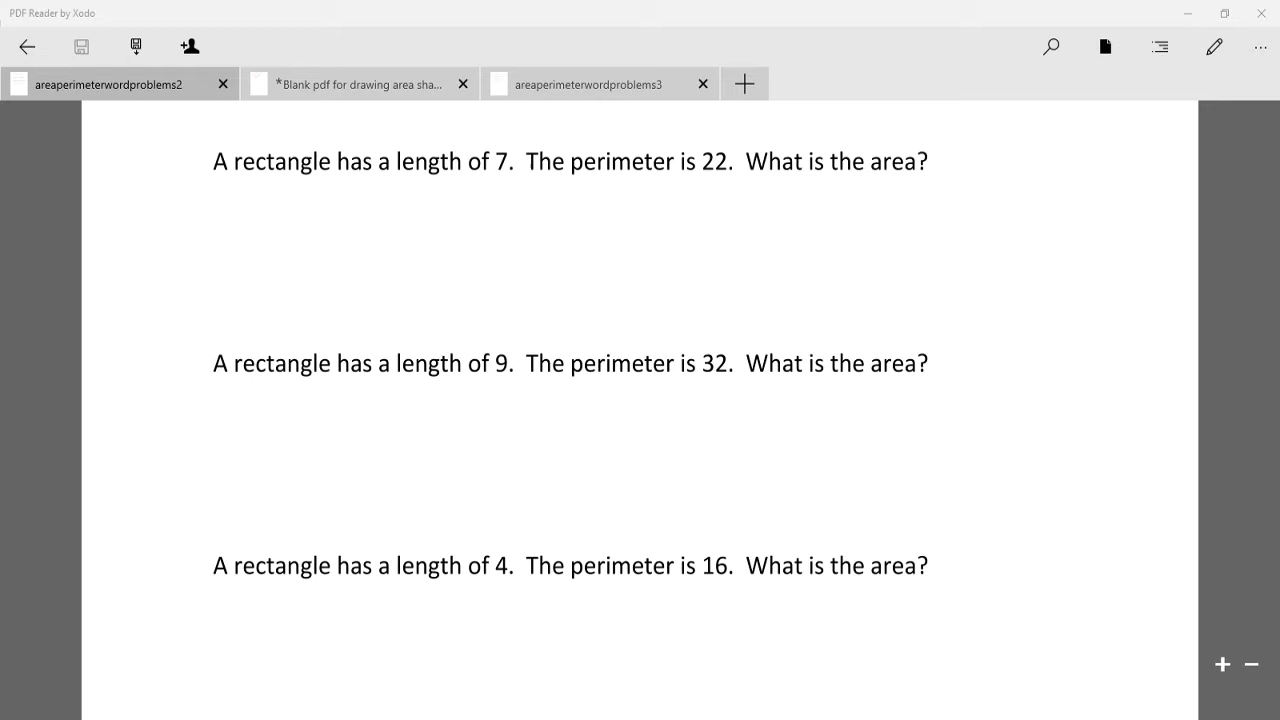 PDF Reader by Xodo
areaperimeterwordproblems2
*Blank pdf for drawing area sha...
areaperimeterwordproblems3
A rectangle has a length of 7.  The perimeter is 22.  What is the area?
A rectangle has a length of 9.  The perimeter is 32.  What is the area?
A rectangle has a length of 4.  The perimeter is 16.  What is the area?